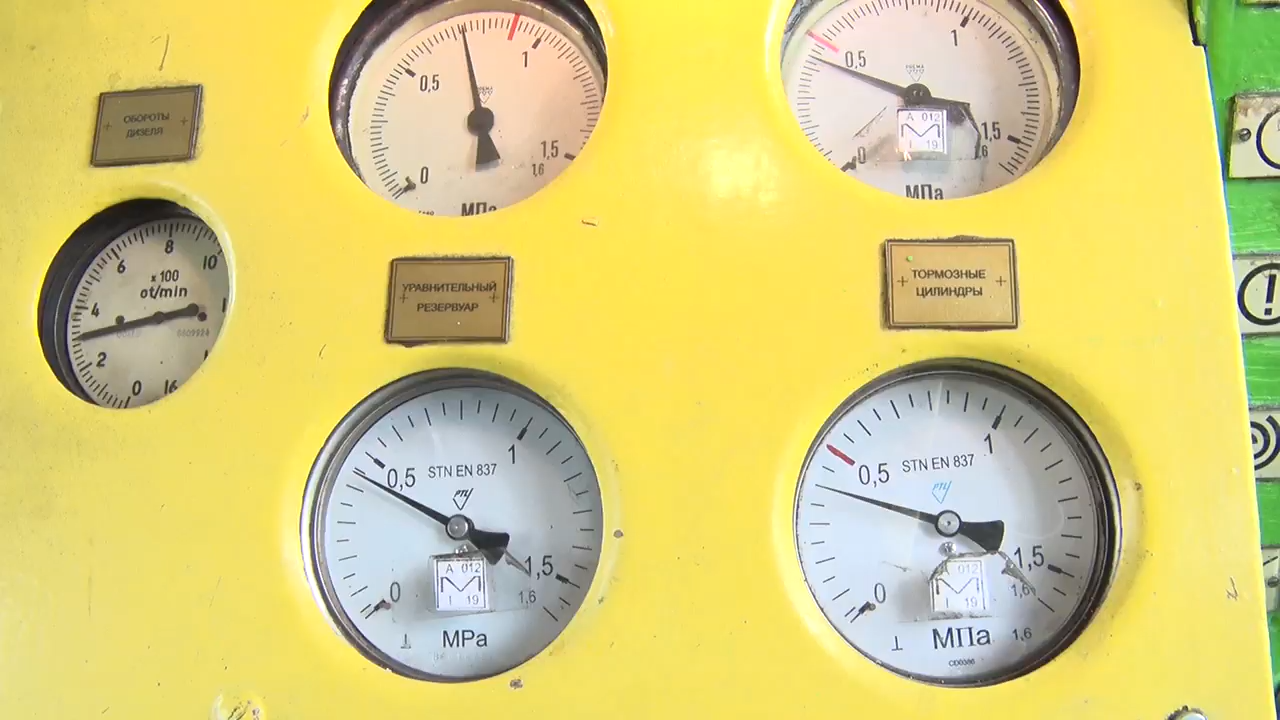 0,5
1
1,5
1,6
0
МПа
0,5
1
1,5
1,6
0
A 012
I 19
МПа
ОБОРОТЫ
ДИЗЕЛЯ
0
2
4
6
8
10
16
x 100
ot/min
УРАВНИТЕЛЬНЫЙ
РЕЗЕРВУАР
ТОРМОЗНЫЕ
ЦИЛИНДРЫ
0
0,5
1
1,5
1,6
STN EN 837
A 012
I 19
MPa
0
0,5
1
1,5
1,6
STN EN 837
A 012
I 19
МПа
1,6